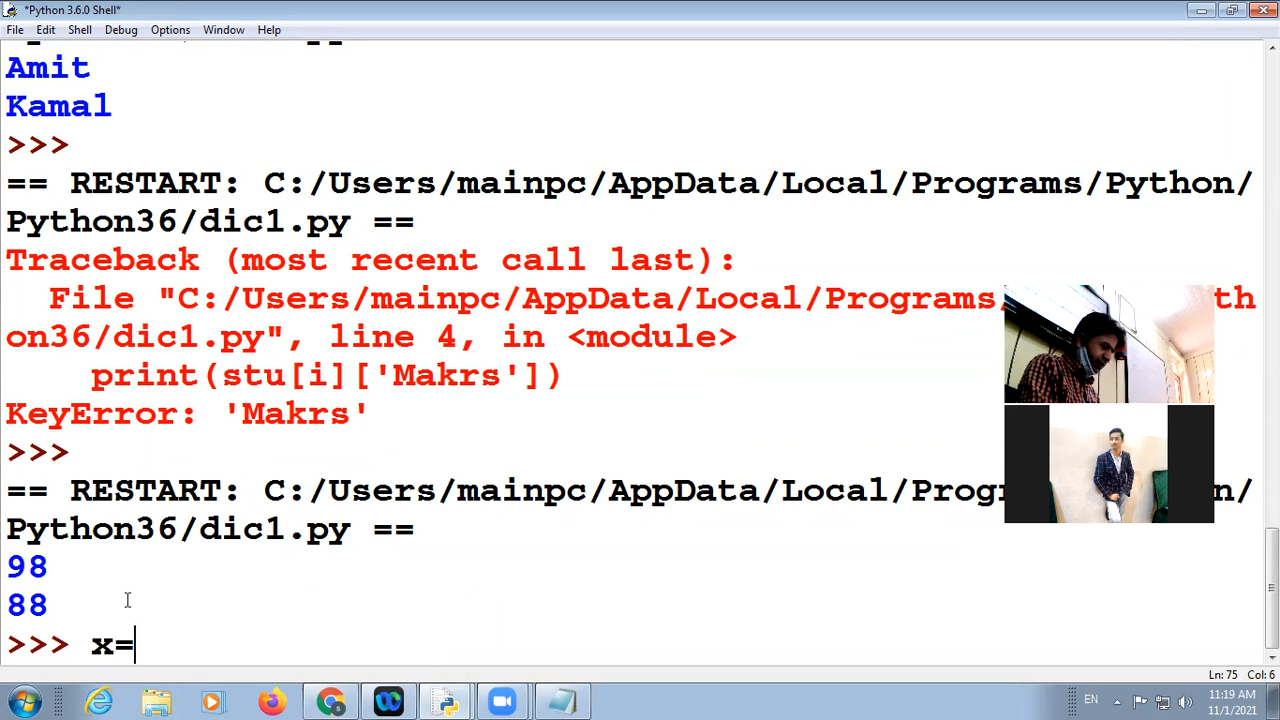 *Python 3.6.0 Shell*
File Edit Shell Debug Options Window Help
Amit
Kamal
>>>
== RESTART: C:/Users/mainpc/AppData/Local/Programs/Python/
Python36/dic1.py ==
Traceback (most recent call last):
File "C:/Users/mainpc/AppData/Local/Programs, th
on36/dic1.py", line 4, in <module>
print(stu[i]['Makrs'])
KeyError: 'Makrs'
>>>
== RESTART: C:/Users/mainpc/AppData/Local/Prog n/
Python36/dic1.py ==
98
88
>>> x=
Ln: 75 Col: 6
EN
11:19 AM
11/1/2021